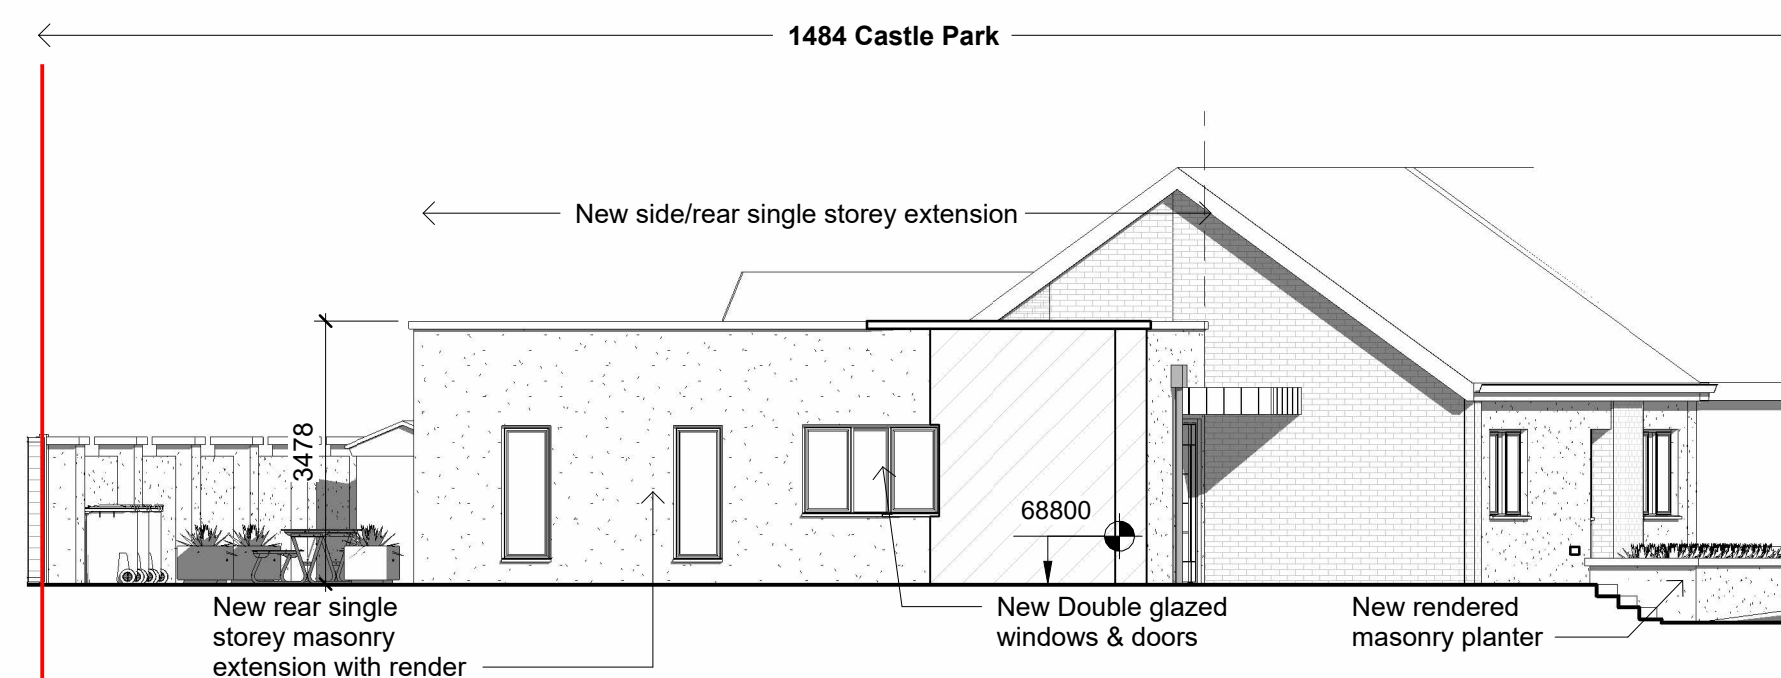 1484 Castle Park
New side/rear single storey extension
3478
68800
New rear single
storey masonry
extension with render
New Double glazed
windows & doors
New rendered
masonry planter